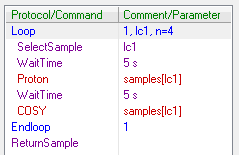 Protocol/Command Comment/Parameter
Loop 1, lc1, n=4
SelectSample lc1
WaitTime 5 s
Proton samples[lc1]
WaitTime 5 s
COSY samples[lc1]
Endloop 1
ReturnSample